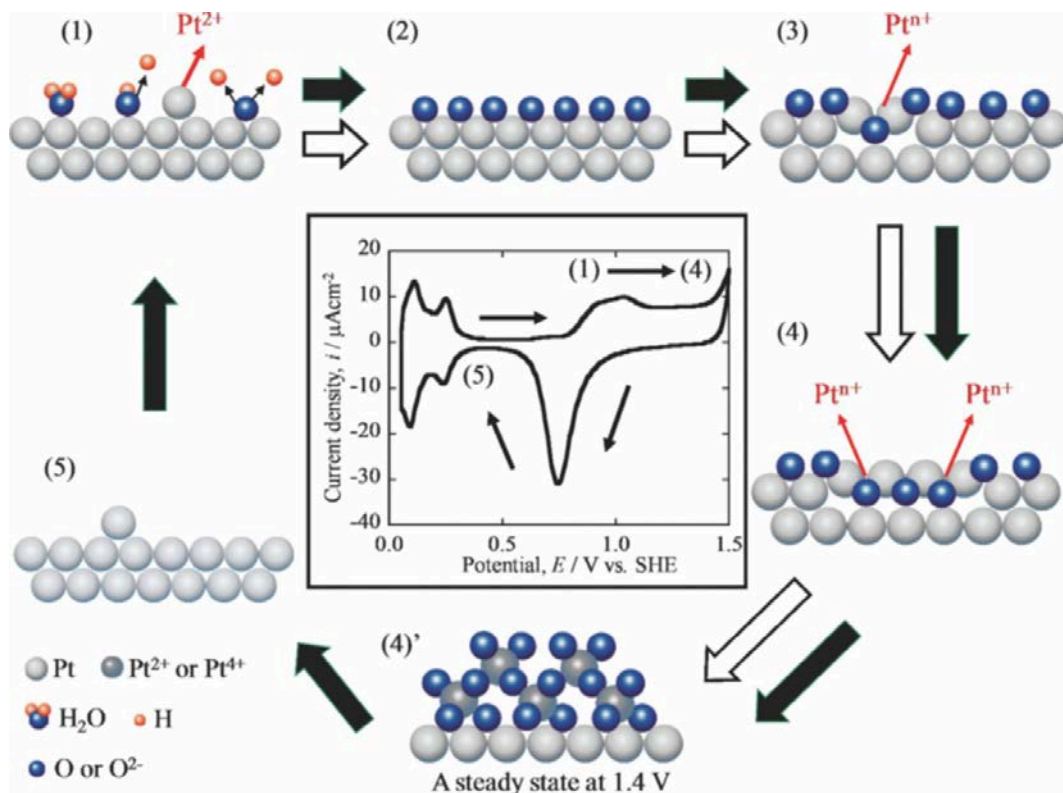 (1)
Pt²⁺
(2)
(3)
Ptⁿ⁺
(4)
Ptⁿ⁺ Ptⁿ⁺
20
10
0
-10
-20
-30
-40
Current density, i / μAcm⁻²
(1) (4)
(5)
0.0 0.5 1.0 1.5
Potential, E / V vs. SHE
(5)
(4)’
A steady state at 1.4 V
Pt Pt²⁺ or Pt⁴⁺
H₂O H
O or O²⁻